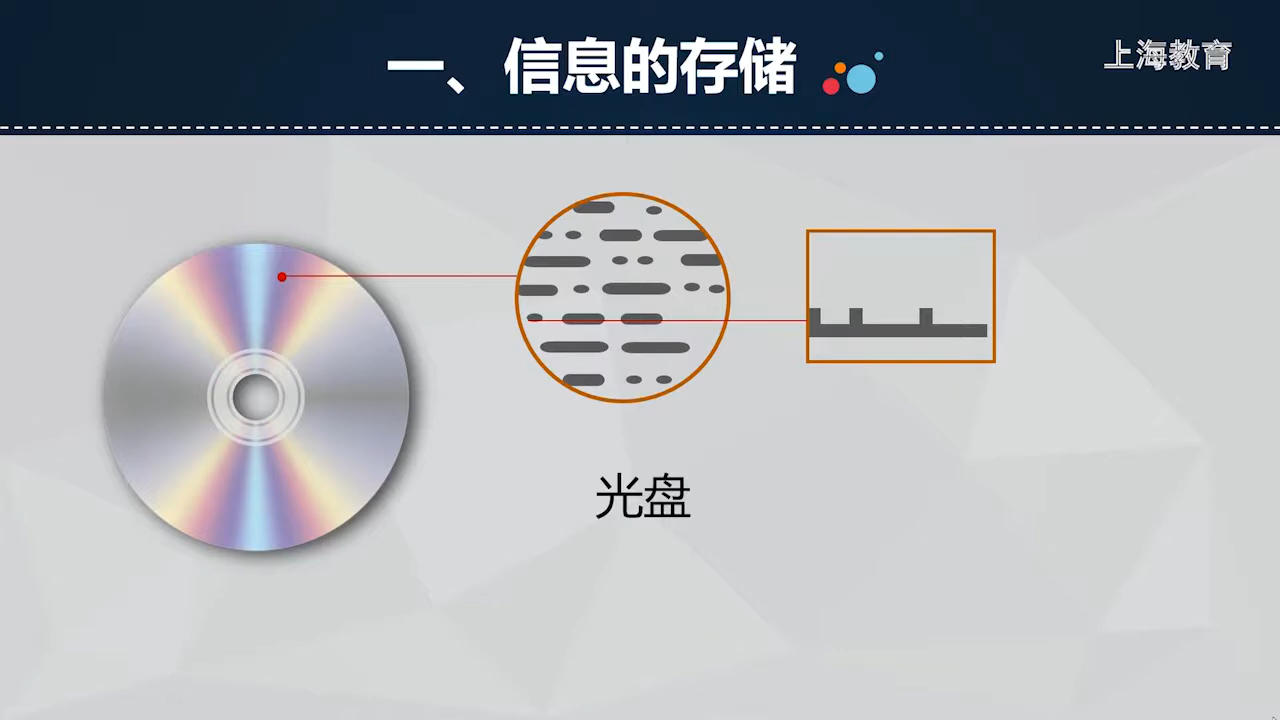 一、信息的存储
上海教育
光盘